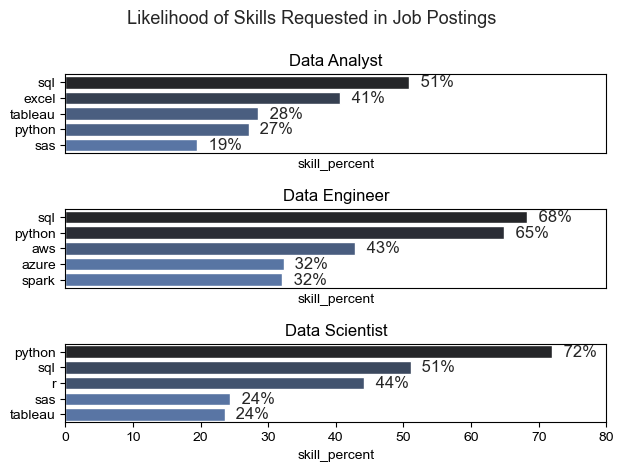 Likelihood of Skills Requested in Job Postings
Data Analyst
sql 51%
excel 41%
tableau 28%
python 27%
sas 19%
skill_percent
Data Engineer
sql 68%
python 65%
aws 43%
azure 32%
spark 32%
skill_percent
Data Scientist
python 72%
sql 51%
r 44%
sas 24%
tableau 24%
0 10 20 30 40 50 60 70 80
skill_percent